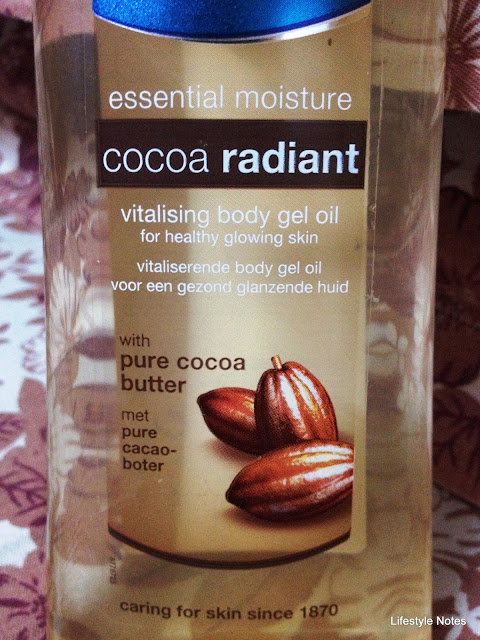 essential moisture
cocoa radiant
vitalising body gel oil
for healthy glowing skin
vitaliserende body gel oil
voor een gezond glanzende huid
with
pure cocoa
butter
met
pure
cacao-
boter
caring for skin since 1870
Lifestyle Notes